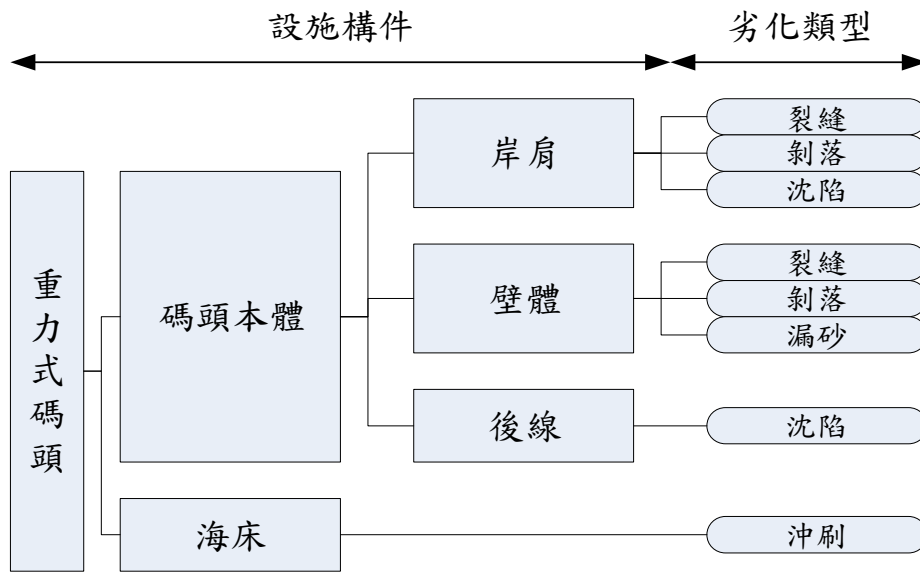 設施構件
劣化類型
重力式碼頭
碼頭本體
岸肩
裂縫
剝落
沈陷
壁體
裂縫
剝落
漏砂
後線
沈陷
海床
沖刷